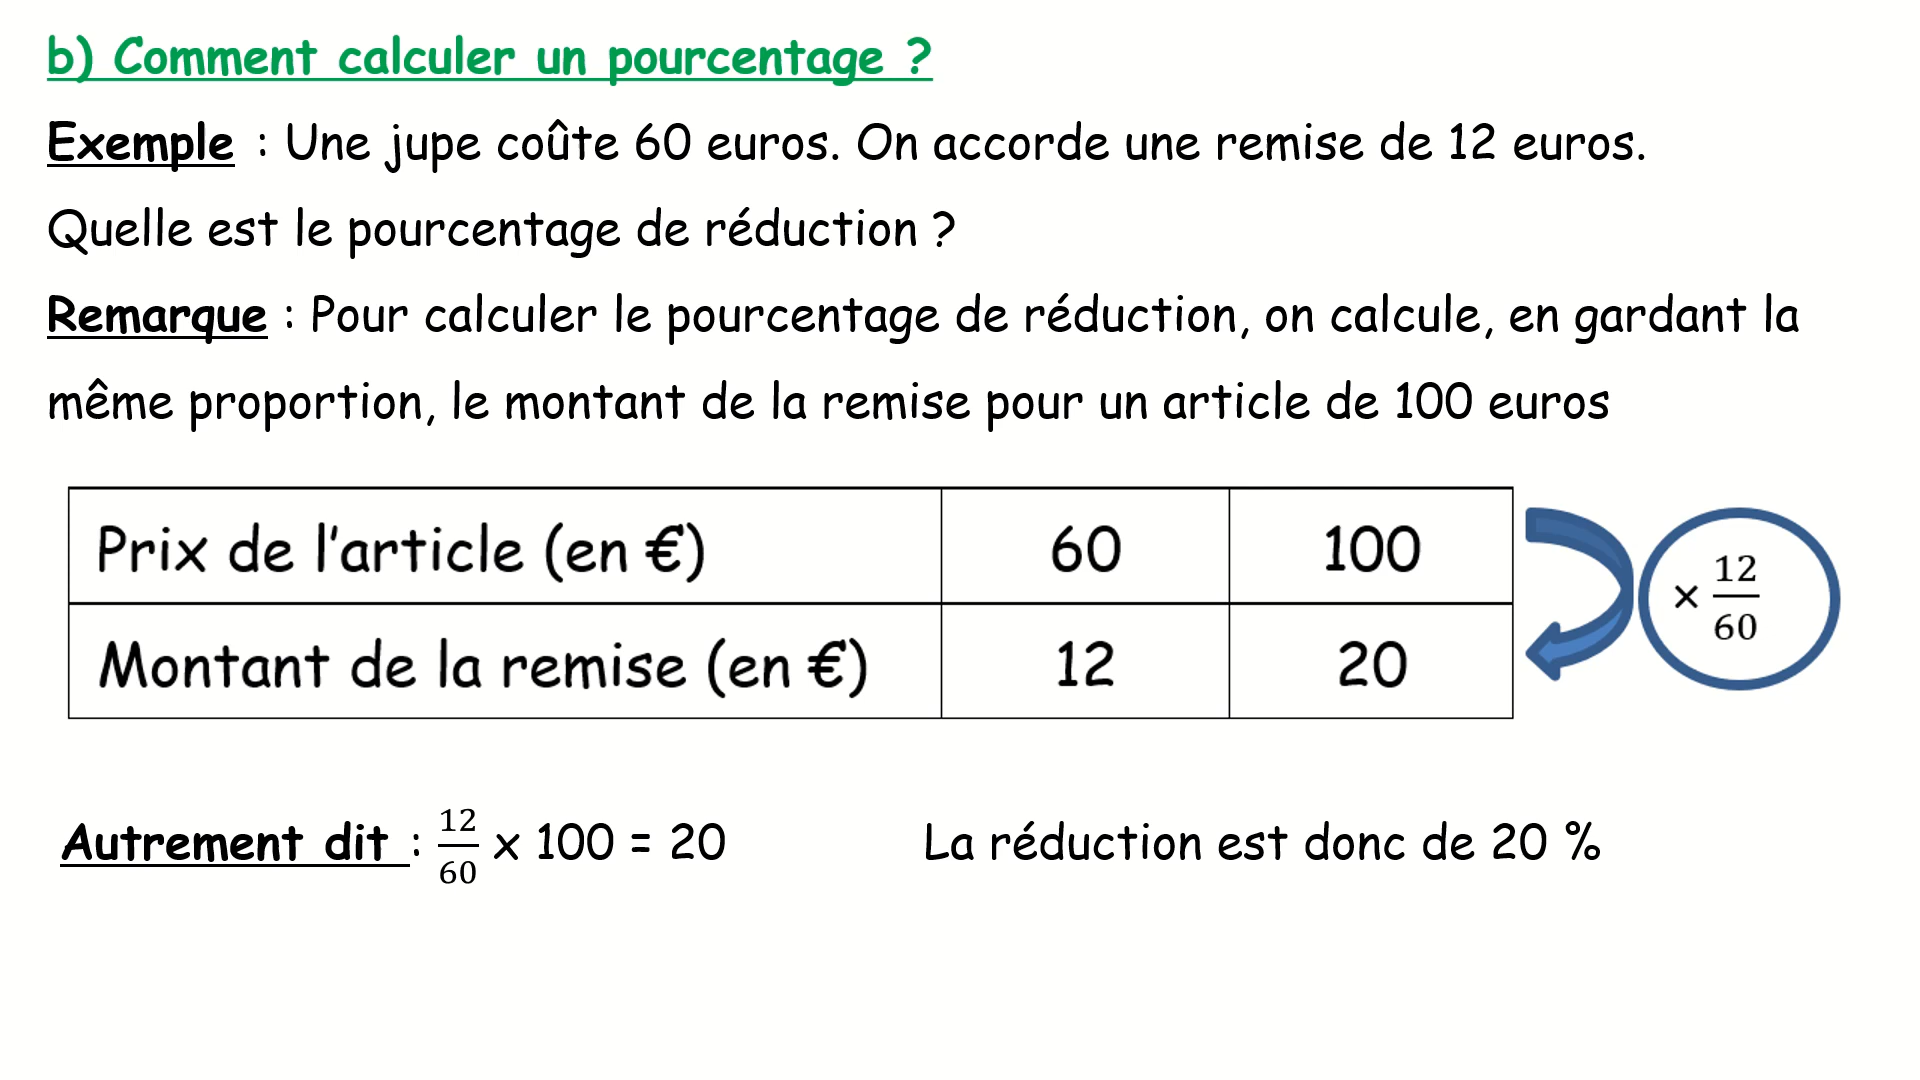 b) Comment calculer un pourcentage ?
Exemple : Une jupe coûte 60 euros. On accorde une remise de 12 euros.
Quelle est le pourcentage de réduction ?
Remarque : Pour calculer le pourcentage de réduction, on calcule, en gardant la
même proportion, le montant de la remise pour un article de 100 euros
Prix de l'article (en €) 60 100
Montant de la remise (en €) 12 20
× 12/60
Autrement dit : 12/60 x 100 = 20 La réduction est donc de 20 %